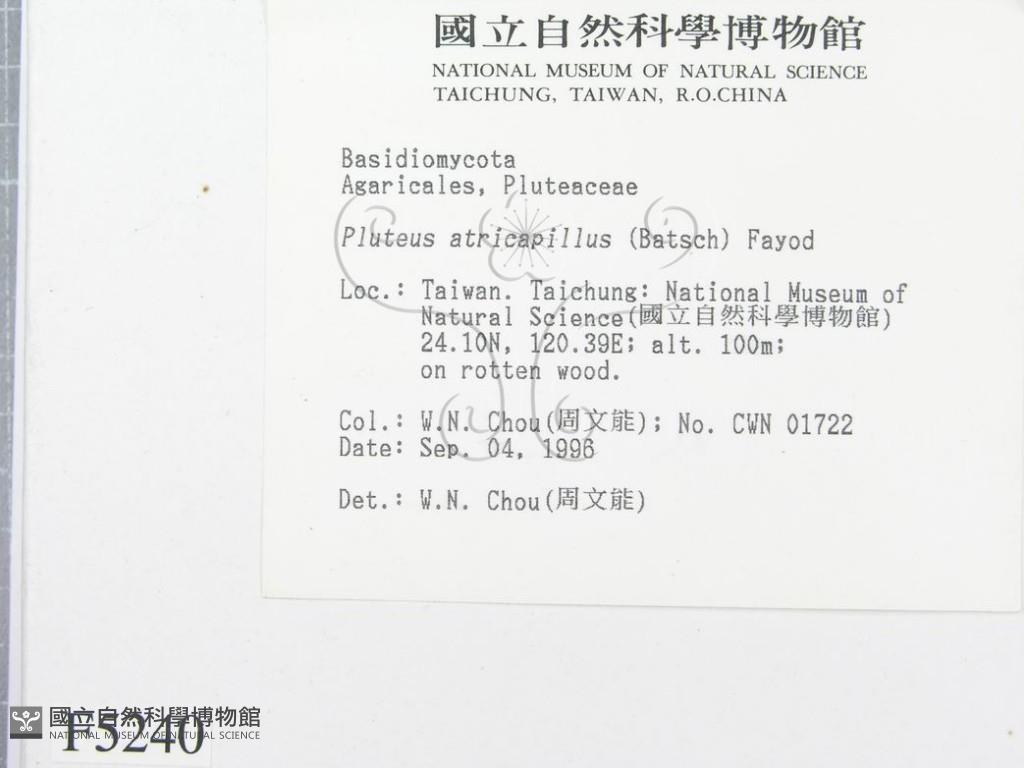 國立自然科學博物館
NATIONAL MUSEUM OF NATURAL SCIENCE
TAICHUNG, TAIWAN, R.O.CHINA
Basidiomycota
Agaricales, Pluteaceae
Pluteus atricapillus (Batsch) Fayod
Loc.: Taiwan. Taichung: National Museum of
Natural Science(國立自然科學博物館)
24.10N, 120.39E; alt. 100m;
on rotten wood.
Col.: W.N. Chou(周文能); No. CWN 01722
Date: Sep. 04, 1996
Det.: W.N. Chou(周文能)
國立自然科學博物館
NATIONAL MUSEUM OF NATURAL SCIENCE
F5240